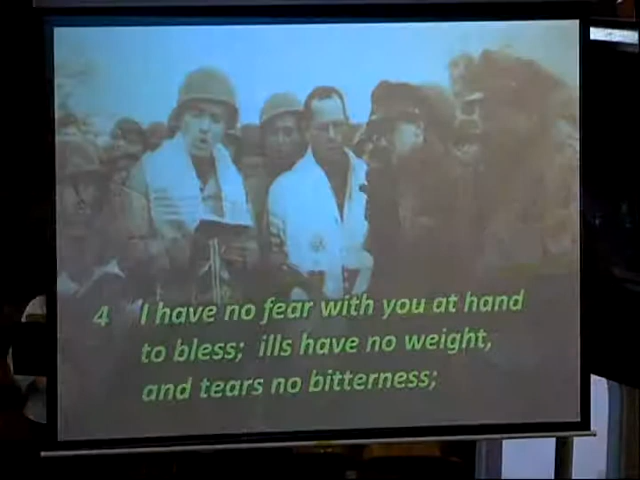 4 I have no fear with you at hand
to bless; ills have no weight,
and tears no bitterness;